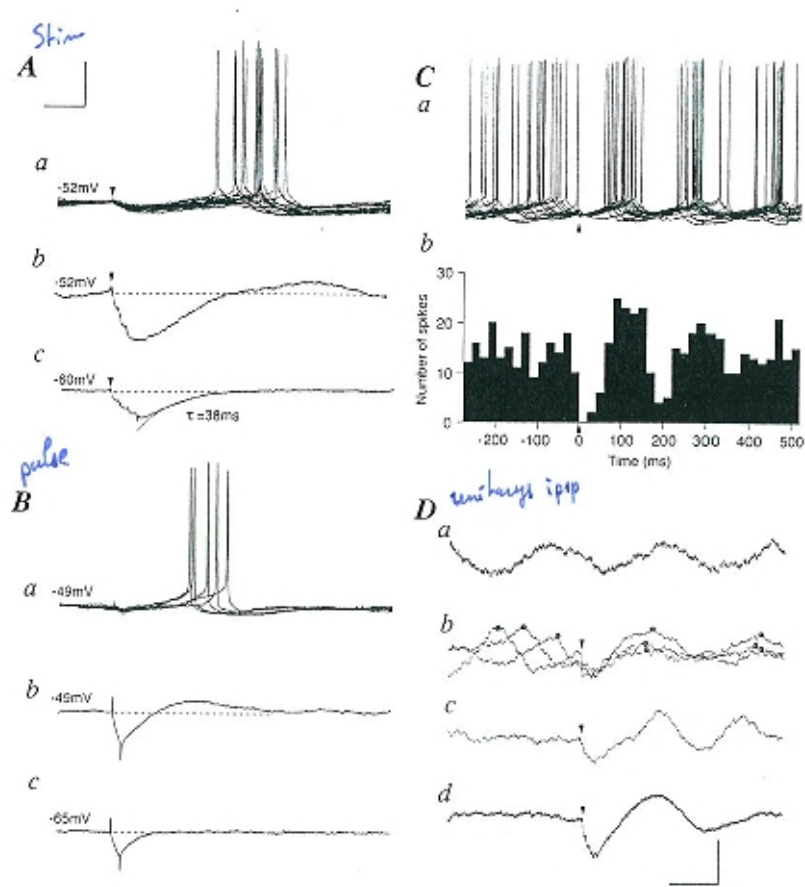 Stim
A
a
-52mV
b
-52mV
c
-60mV
τ =38ms
pulse
B
a
-49mV
b
-49mV
c
-65mV
C
a
b
Number of spikes
30
20
10
0
-200 -100 0 100 200 300 400 500
Time (ms)
D
ipsp
a
b
c
d